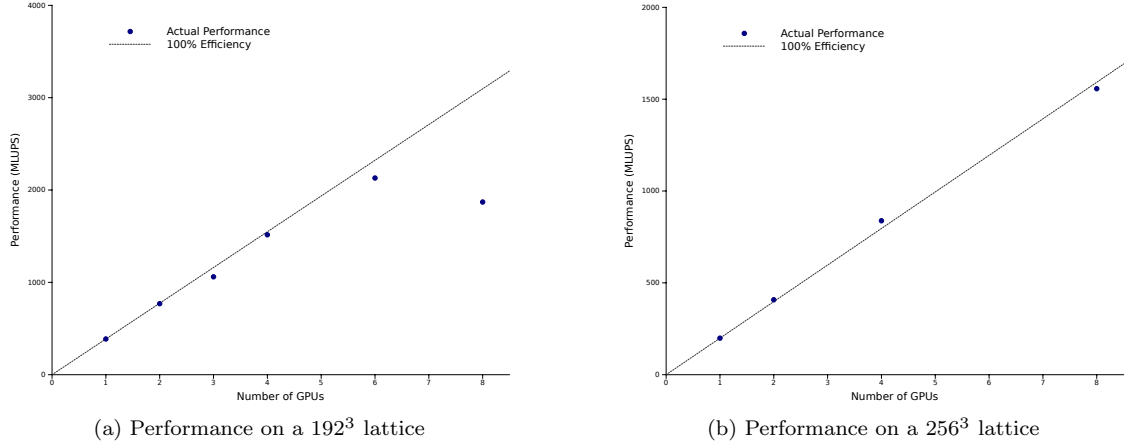 4000
3000
2000
1000
0
Performance (MLUPS)
Actual Performance
100% Efficiency
0 1 2 3 4 5 6 7 8
Number of GPUs
(a) Performance on a 192³ lattice
2000
1500
1000
500
0
Performance (MLUPS)
Actual Performance
100% Efficiency
0 1 2 3 4 5 6 7 8
Number of GPUs
(b) Performance on a 256³ lattice